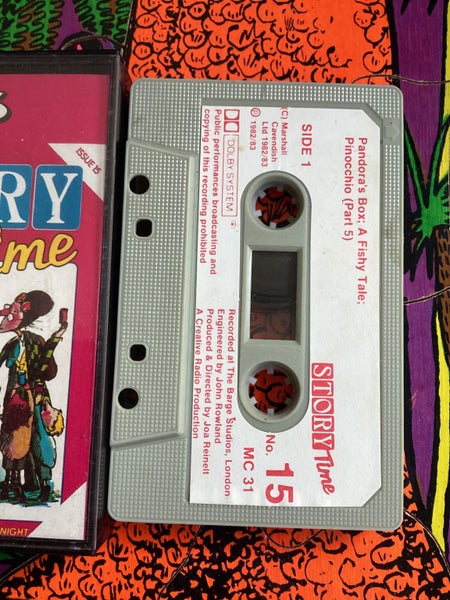 S
ISSUE 15
RY
ime
NIGHT
Pandora's Box; A Fishy Tale;
Pinocchio (Part 5)
SIDE 1
(C) Marshall
Cavendish
Ltd 1982/83
Ⓟ 1982/83
DOLBY SYSTEM
Public performances broadcasting and
copying of this recording prohibited
STORY Time
No. 15
MC 31
Recorded at The Barge Studios, London
Engineered by John Rowland
Produced & Directed by Joa Reinelt
A Creative Radio Production